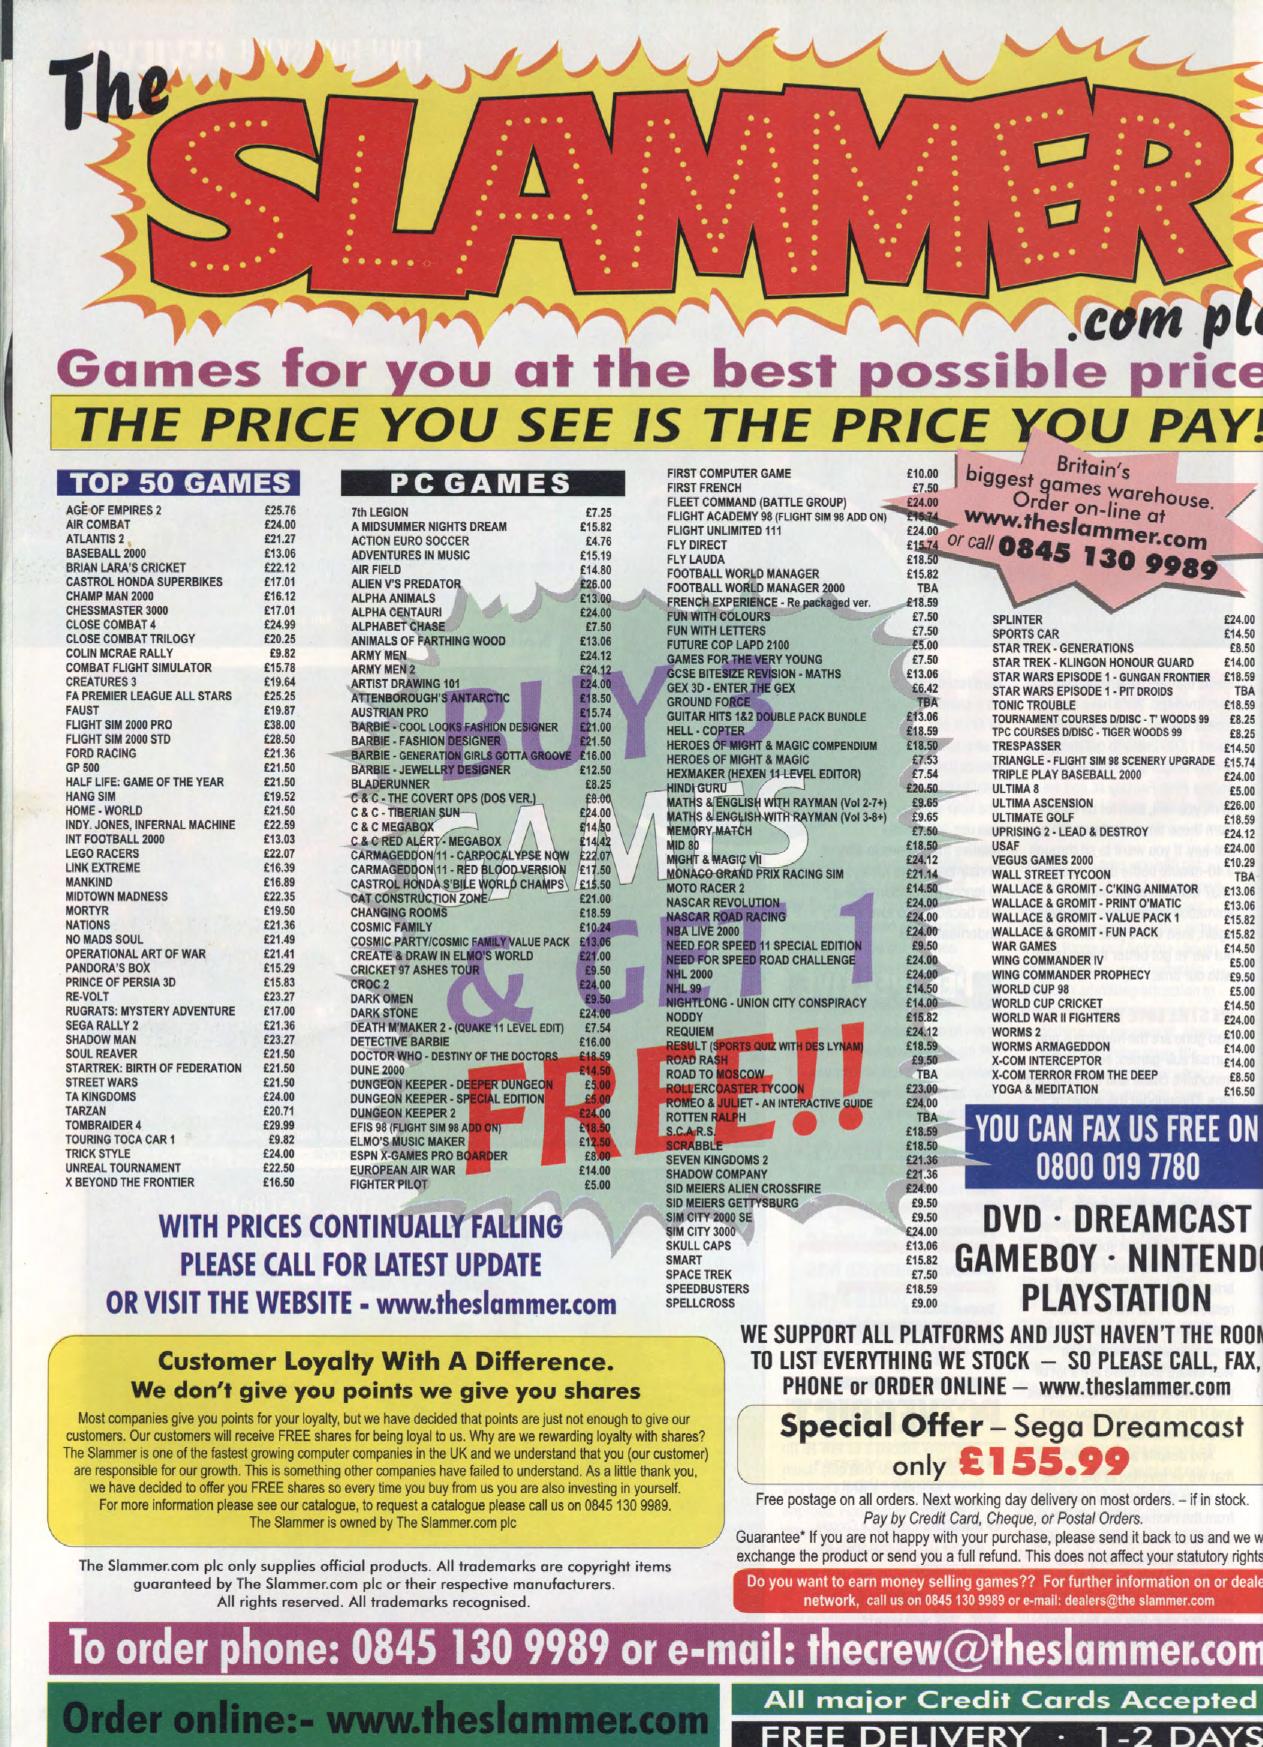 The
SLAMMER
.com pl
Games for you at the best possible price
THE PRICE YOU SEE IS THE PRICE YOU PAY!
TOP 50 GAMES
AGE OF EMPIRES 2 £25.76
AIR COMBAT £24.00
ATLANTIS 2 £21.27
BASEBALL 2000 £13.06
BRIAN LARA'S CRICKET £22.12
CASTROL HONDA SUPERBIKES £17.01
CHAMP MAN 2000 £16.12
CHESSMASTER 3000 £17.01
CLOSE COMBAT 4 £24.99
CLOSE COMBAT TRILOGY £20.25
COLIN MCRAE RALLY £9.82
COMBAT FLIGHT SIMULATOR £15.78
CREATURES 3 £19.64
FA PREMIER LEAGUE ALL STARS £25.25
FAUST £19.87
FLIGHT SIM 2000 PRO £38.00
FLIGHT SIM 2000 STD £28.50
FORD RACING £21.36
GP 500 £21.50
HALF LIFE: GAME OF THE YEAR £21.50
HANG SIM £19.52
HOME - WORLD £21.50
INDY. JONES, INFERNAL MACHINE £22.59
INT FOOTBALL 2000 £13.03
LEGO RACERS £22.07
LINK EXTREME £16.39
MANKIND £16.89
MIDTOWN MADNESS £22.35
MORTYR £19.50
NATIONS £21.36
NO MADS SOUL £21.49
OPERATIONAL ART OF WAR £21.41
PANDORA'S BOX £15.29
PRINCE OF PERSIA 3D £15.83
RE-VOLT £23.27
RUGRATS: MYSTERY ADVENTURE £17.00
SEGA RALLY 2 £21.36
SHADOW MAN £23.27
SOUL REAVER £21.50
STARTREK: BIRTH OF FEDERATION £21.50
STREET WARS £21.50
TA KINGDOMS £24.00
TARZAN £20.71
TOMBRAIDER 4 £29.99
TOURING TOCA CAR 1 £9.82
TRICK STYLE £24.00
UNREAL TOURNAMENT £22.50
X BEYOND THE FRONTIER £16.50
PC GAMES
7th LEGION £7.25
A MIDSUMMER NIGHTS DREAM £15.82
ACTION EURO SOCCER £4.76
ADVENTURES IN MUSIC £15.19
AIR FIELD £14.80
ALIEN V'S PREDATOR £26.00
ALPHA ANIMALS £13.00
ALPHA CENTAURI £24.00
ALPHABET CHASE £7.50
ANIMALS OF FARTHING WOOD £13.06
ARMY MEN £24.12
ARMY MEN 2 £24.12
ARTIST DRAWING 101 £24.00
ATTENBOROUGH'S ANTARCTIC £18.50
AUSTRIAN PRO £15.74
BARBIE - COOL LOOKS FASHION DESIGNER £21.00
BARBIE - FASHION DESIGNER £21.50
BARBIE - GENERATION GIRLS GOTTA GROOVE £16.00
BARBIE - JEWELLRY DESIGNER £12.50
BLADERUNNER £8.25
C & C - THE COVERT OPS (DOS VER.) £8.00
C & C - TIBERIAN SUN £24.00
C & C MEGABOX £14.50
C & C RED ALERT - MEGABOX £14.42
CARMAGEDDON 11 - CARPOCALYPSE NOW £22.07
CARMAGEDDON 11 - RED BLOOD VERSION £17.50
CASTROL HONDA S'BILE WORLD CHAMPS £15.50
CAT CONSTRUCTION ZONE £21.00
CHANGING ROOMS £18.59
COSMIC FAMILY £10.24
COSMIC PARTY/COSMIC FAMILY VALUE PACK £13.06
CREATE & DRAW IN ELMO'S WORLD £21.00
CRICKET 97 ASHES TOUR £9.50
CROC 2 £24.00
DARK OMEN £9.50
DARK STONE £24.00
DEATH M'MAKER 2 - (QUAKE 11 LEVEL EDIT) £7.54
DETECTIVE BARBIE £16.00
DOCTOR WHO - DESTINY OF THE DOCTORS £18.59
DUNE 2000 £14.50
DUNGEON KEEPER - DEEPER DUNGEON £5.00
DUNGEON KEEPER - SPECIAL EDITION £5.00
DUNGEON KEEPER 2 £24.00
EFIS 98 (FLIGHT SIM 98 ADD ON) £18.50
ELMO'S MUSIC MAKER £12.50
ESPN X-GAMES PRO BOARDER £8.00
EUROPEAN AIR WAR £14.00
FIGHTER PILOT £5.00
FIRST COMPUTER GAME £10.00
FIRST FRENCH £7.50
FLEET COMMAND (BATTLE GROUP) £24.00
FLIGHT ACADEMY 98 (FLIGHT SIM 98 ADD ON) £15.74
FLIGHT UNLIMITED 111 £24.00
FLY DIRECT £15.74
FLY LAUDA £18.50
FOOTBALL WORLD MANAGER £15.82
FOOTBALL WORLD MANAGER 2000 TBA
FRENCH EXPERIENCE - Re packaged ver. £18.59
FUN WITH COLOURS £7.50
FUN WITH LETTERS £7.50
FUTURE COP LAPD 2100 £5.00
GAMES FOR THE VERY YOUNG £7.50
GCSE BITESIZE REVISION - MATHS £13.06
GEX 3D - ENTER THE GEX £6.42
GROUND FORCE TBA
GUITAR HITS 1&2 DOUBLE PACK BUNDLE £13.06
HELL - COPTER £18.59
HEROES OF MIGHT & MAGIC COMPENDIUM £18.50
HEROES OF MIGHT & MAGIC £7.53
HEXMAKER (HEXEN 11 LEVEL EDITOR) £7.54
HINDI GURU £20.50
MATHS & ENGLISH WITH RAYMAN (Vol 2-7+) £9.65
MATHS & ENGLISH WITH RAYMAN (Vol 3-8+) £9.65
MEMORY MATCH £7.50
MID 80 £18.50
MIGHT & MAGIC VII £24.12
MONACO GRAND PRIX RACING SIM £21.14
MOTO RACER 2 £14.50
NASCAR REVOLUTION £24.00
NASCAR ROAD RACING £24.00
NBA LIVE 2000 £24.00
NEED FOR SPEED 11 SPECIAL EDITION £9.50
NEED FOR SPEED ROAD CHALLENGE £24.00
NHL 2000 £24.00
NHL 99 £14.50
NIGHTLONG - UNION CITY CONSPIRACY £14.00
NODDY £15.82
REQUIEM £24.12
RESULT (SPORTS QUIZ WITH DES LYNAM) £18.59
ROAD RASH £9.50
ROAD TO MOSCOW TBA
ROLLERCOASTER TYCOON £23.00
ROMEO & JULIET - AN INTERACTIVE GUIDE £24.00
ROTTEN RALPH TBA
S.C.A.R.S. £18.59
SCRABBLE £18.50
SEVEN KINGDOMS 2 £21.36
SHADOW COMPANY £21.36
SID MEIERS ALIEN CROSSFIRE £24.00
SID MEIERS GETTYSBURG £9.50
SIM CITY 2000 SE £9.50
SIM CITY 3000 £24.00
SKULL CAPS £13.06
SMART £15.82
SPACE TREK £7.50
SPEEDBUSTERS £18.59
SPELLCROSS £9.00
BUY 3
GAMES
& GET 1
FREE!!
Britain's
biggest games warehouse.
Order on-line at
www.theslammer.com
or call 0845 130 9989
SPLINTER £24.00
SPORTS CAR £14.50
STAR TREK - GENERATIONS £8.50
STAR TREK - KLINGON HONOUR GUARD £14.00
STAR WARS EPISODE 1 - GUNGAN FRONTIER £18.59
STAR WARS EPISODE 1 - PIT DROIDS TBA
TONIC TROUBLE £18.59
TOURNAMENT COURSES D/DISC - T' WOODS 99 £8.25
TPC COURSES D/DISC - TIGER WOODS 99 £8.25
TRESPASSER £14.50
TRIANGLE - FLIGHT SIM 98 SCENERY UPGRADE £15.74
TRIPLE PLAY BASEBALL 2000 £24.00
ULTIMA 8 £5.00
ULTIMA ASCENSION £26.00
ULTIMATE GOLF £18.59
UPRISING 2 - LEAD & DESTROY £24.12
USAF £24.00
VEGUS GAMES 2000 £10.29
WALL STREET TYCOON TBA
WALLACE & GROMIT - C'KING ANIMATOR £13.06
WALLACE & GROMIT - PRINT O'MATIC £13.06
WALLACE & GROMIT - VALUE PACK 1 £15.82
WALLACE & GROMIT - FUN PACK £15.82
WAR GAMES £14.50
WING COMMANDER IV £5.00
WING COMMANDER PROPHECY £9.50
WORLD CUP 98 £5.00
WORLD CUP CRICKET £14.50
WORLD WAR II FIGHTERS £24.00
WORMS 2 £10.00
WORMS ARMAGEDDON £14.00
X-COM INTERCEPTOR £14.00
X-COM TERROR FROM THE DEEP £8.50
YOGA & MEDITATION £16.50
YOU CAN FAX US FREE ON
0800 019 7780
DVD · DREAMCAST
GAMEBOY · NINTENDO
PLAYSTATION
WITH PRICES CONTINUALLY FALLING
PLEASE CALL FOR LATEST UPDATE
OR VISIT THE WEBSITE - www.theslammer.com
WE SUPPORT ALL PLATFORMS AND JUST HAVEN'T THE ROOM
TO LIST EVERYTHING WE STOCK – SO PLEASE CALL, FAX,
PHONE or ORDER ONLINE – www.theslammer.com
Customer Loyalty With A Difference.
We don't give you points we give you shares
Most companies give you points for your loyalty, but we have decided that points are just not enough to give our
customers. Our customers will receive FREE shares for being loyal to us. Why are we rewarding loyalty with shares?
The Slammer is one of the fastest growing computer companies in the UK and we understand that you (our customer)
are responsible for our growth. This is something other companies have failed to understand. As a little thank you,
we have decided to offer you FREE shares so every time you buy from us you are also investing in yourself.
For more information please see our catalogue, to request a catalogue please call us on 0845 130 9989.
The Slammer is owned by The Slammer.com plc
Special Offer – Sega Dreamcast
only £155.99
Free postage on all orders. Next working day delivery on most orders. – if in stock.
Pay by Credit Card, Cheque, or Postal Orders.
Guarantee* If you are not happy with your purchase, please send it back to us and we w
exchange the product or send you a full refund. This does not affect your statutory rights
The Slammer.com plc only supplies official products. All trademarks are copyright items
guaranteed by The Slammer.com plc or their respective manufacturers.
All rights reserved. All trademarks recognised.
Do you want to earn money selling games?? For further information on or deale
network, call us on 0845 130 9989 or e-mail: dealers@the slammer.com
To order phone: 0845 130 9989 or e-mail: thecrew@theslammer.com
Order online:- www.theslammer.com
All major Credit Cards Accepted
FREE DELIVERY · 1-2 DAYS